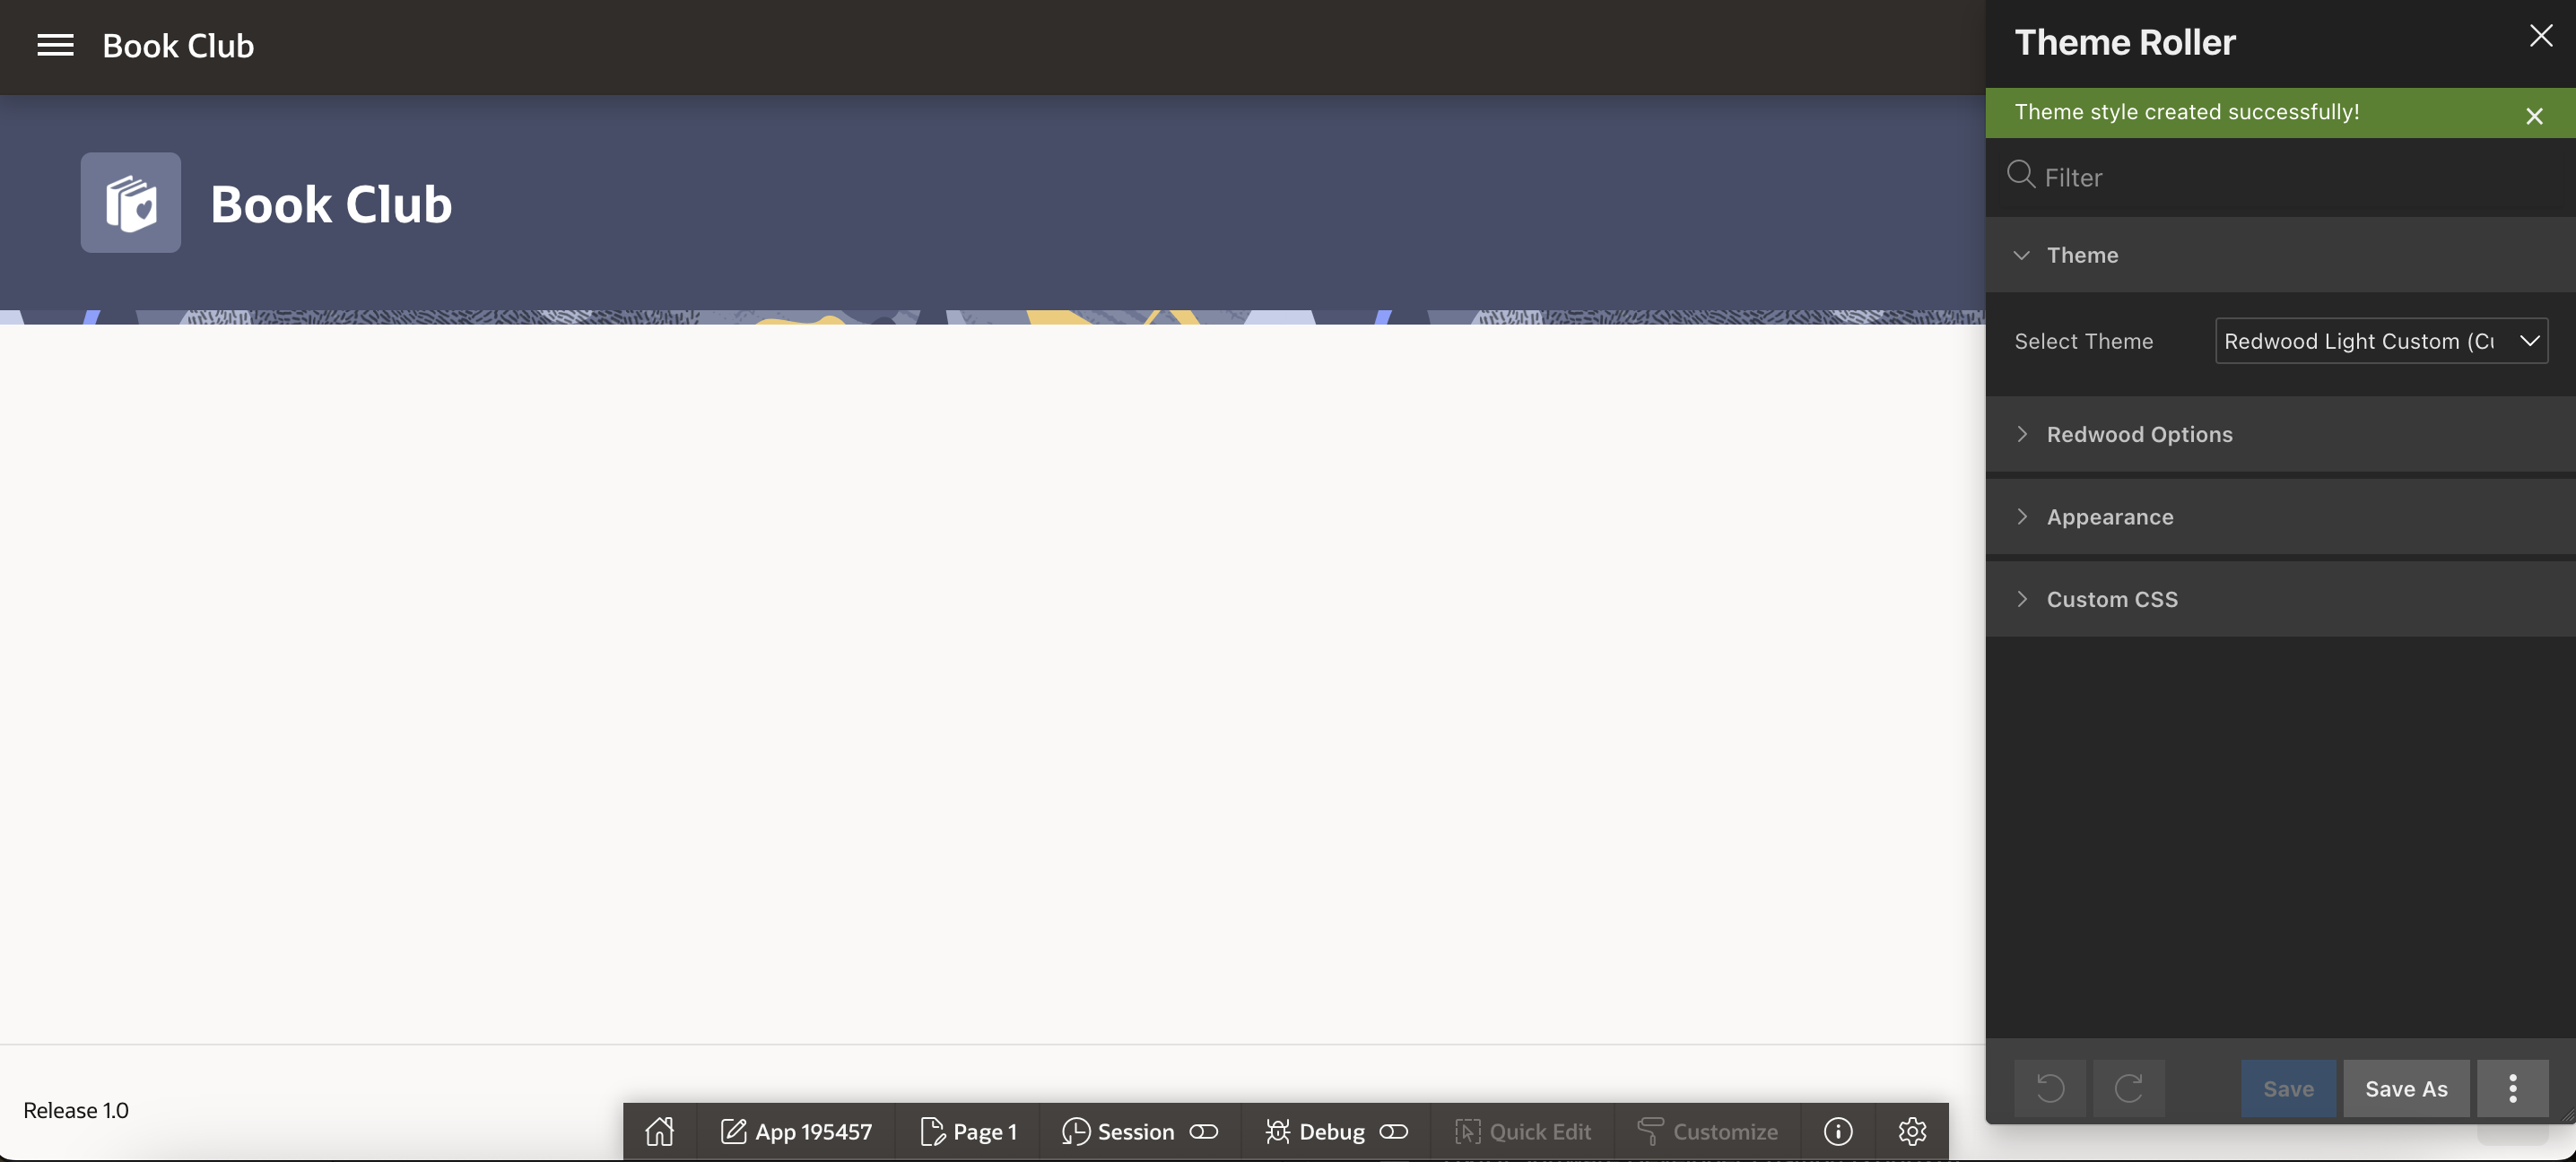 Book Club
Theme Roller
Theme style created successfully!
Book Club
Filter
Theme
Select Theme
Redwood Light Custom
Redwood Options
Appearance
Custom CSS
Save
Save As
Release 1.0
App 195457
Page 1
Session
Debug
Quick Edit
Customize